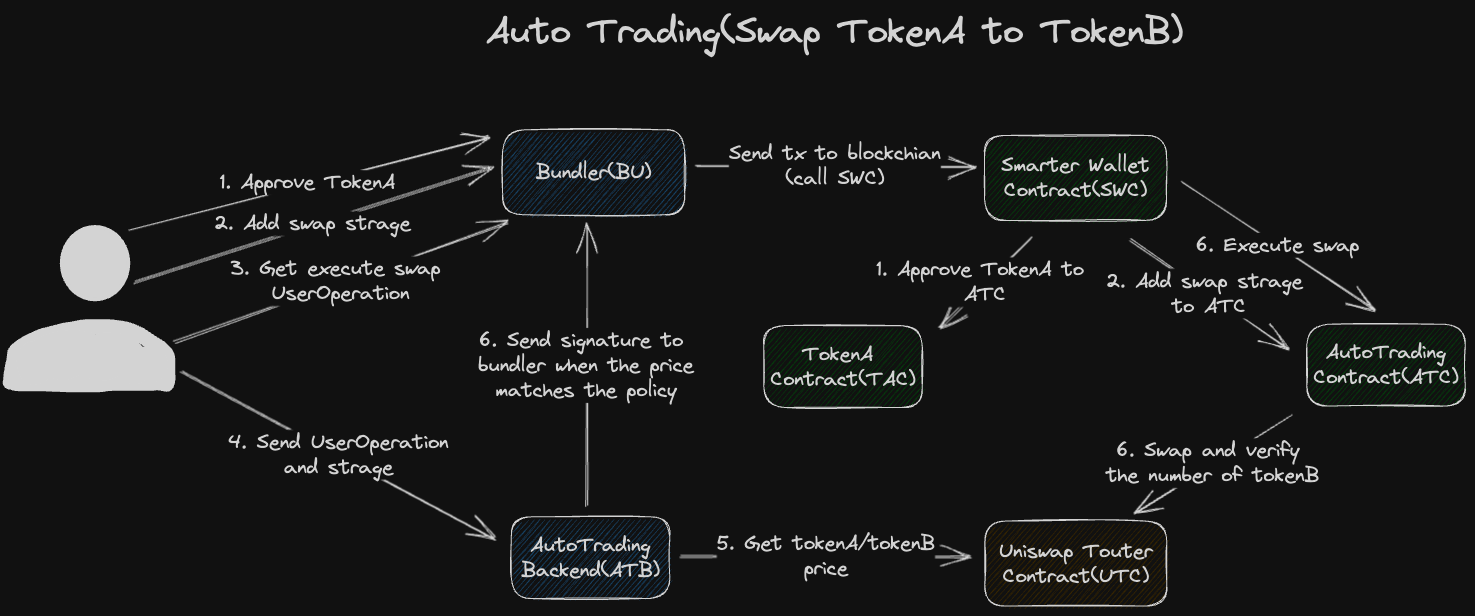 Auto Trading(Swap TokenA to TokenB)
1. Approve TokenA
2. Add swap strage
3. Get execute swap
UserOperation
Bundler(BU)
Send tx to blockchian
(call SWC)
Smarter Wallet
Contract(SWC)
6. Execute swap
1. Approve TokenA to
ATC
2. Add swap strage
to ATC
6. Send signature to
bundler when the price
matches the policy
TokenA
Contract(TAC)
AutoTrading
Contract(ATC)
4. Send UserOperation
and strage
6. Swap and verify
the number of tokenB
AutoTrading
Backend(ATB)
5. Get tokenA/tokenB
price
Uniswap Touter
Contract(UTC)